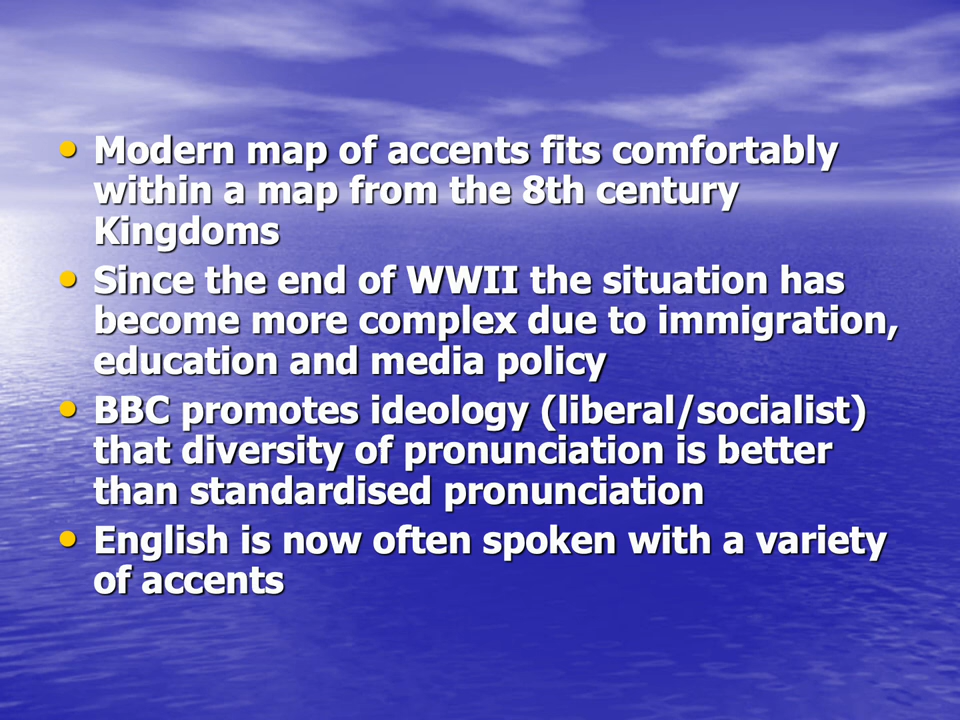 • Modern map of accents fits comfortably
within a map from the 8th century
Kingdoms
• Since the end of WWII the situation has
become more complex due to immigration,
education and media policy
• BBC promotes ideology (liberal/socialist)
that diversity of pronunciation is better
than standardised pronunciation
• English is now often spoken with a variety
of accents